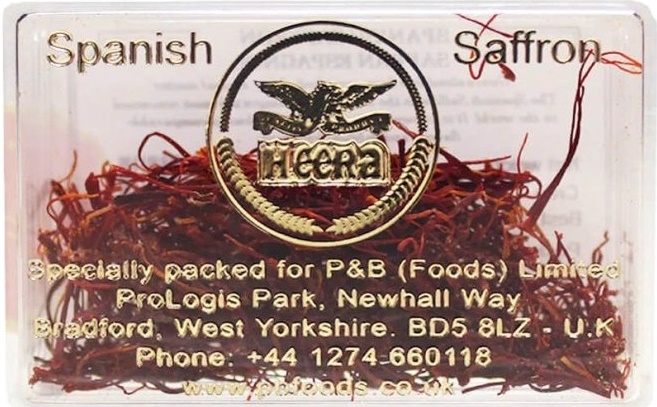 Spanish Saffron
HEERA
Specially packed for P&B (Foods) Limited
ProLogis Park, Newhall Way
Bradford, West Yorkshire. BD5 8LZ - U.K
Phone: +44 1274-660118
www.pbfoods.co.uk